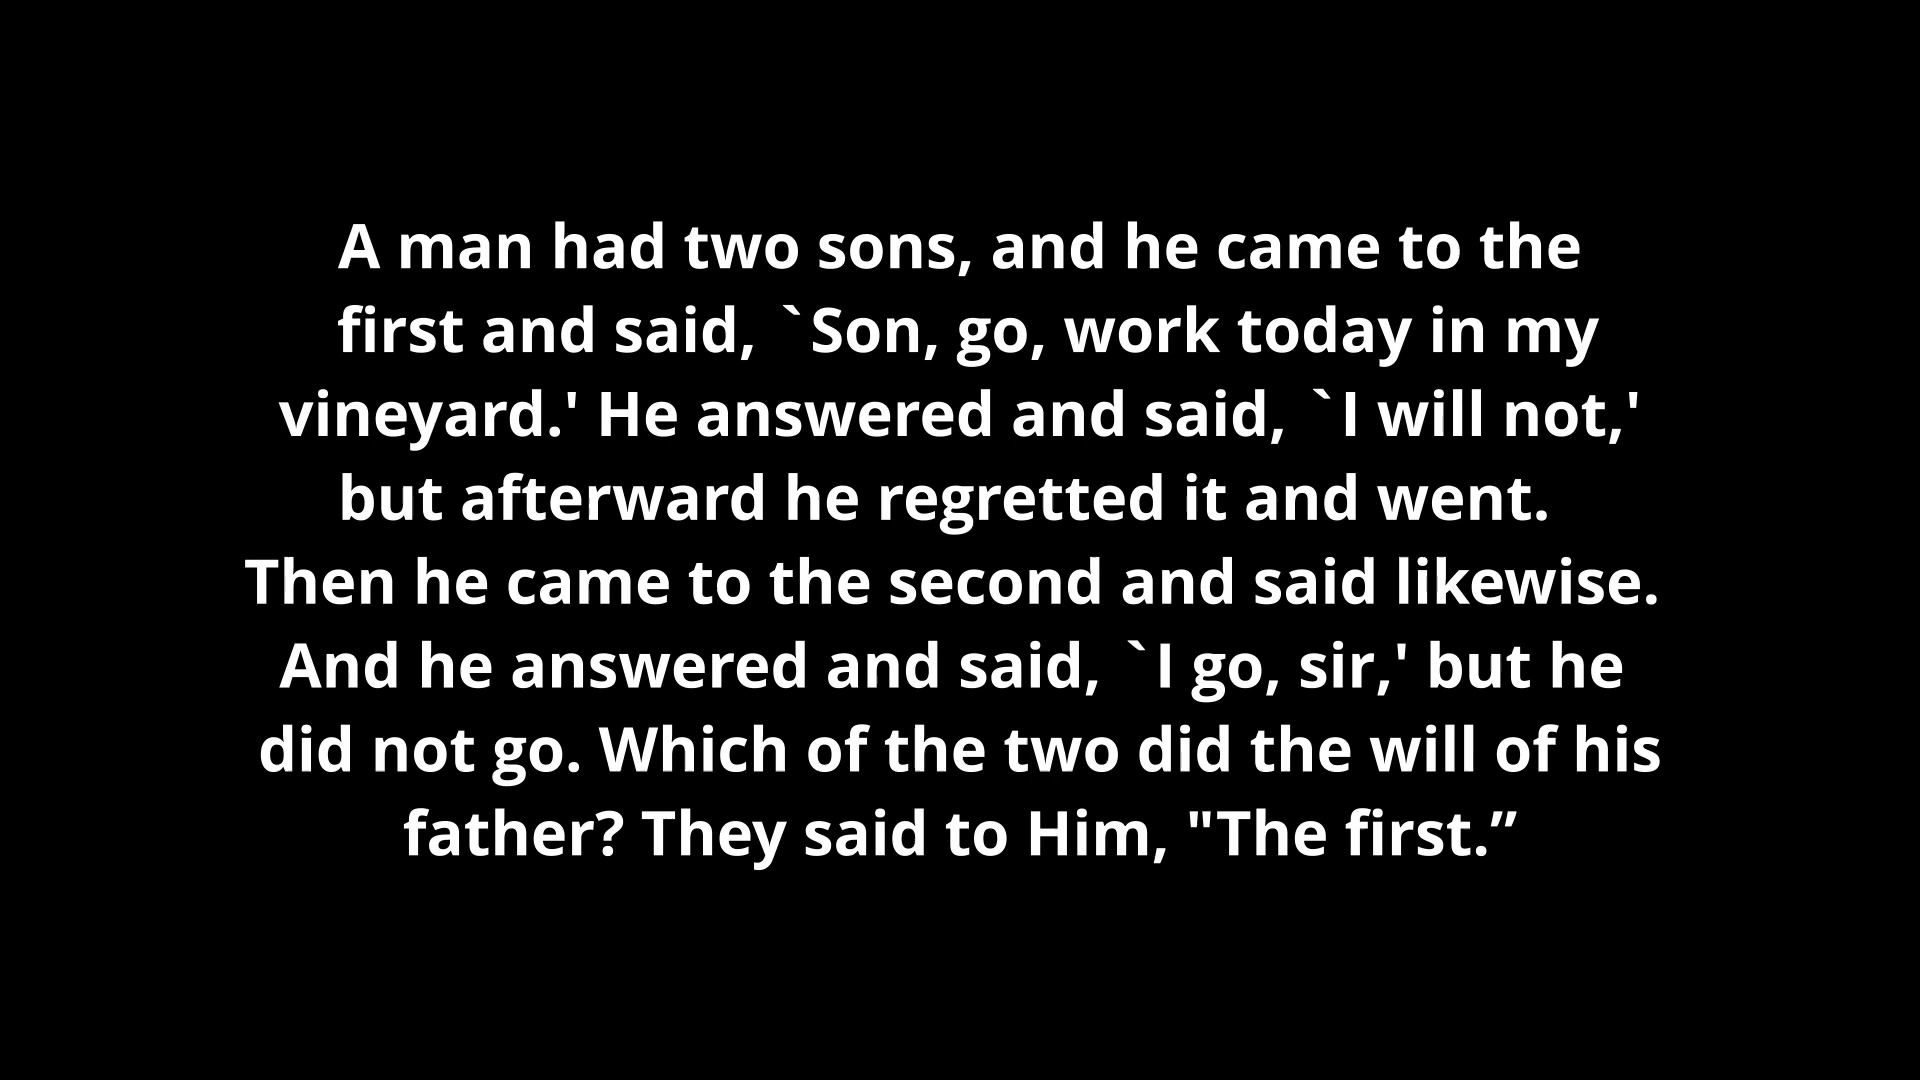 A man had two sons, and he came to the
first and said, `Son, go, work today in my
vineyard.' He answered and said, `I will not,'
but afterward he regretted it and went.
Then he came to the second and said likewise.
And he answered and said, `I go, sir,' but he
did not go. Which of the two did the will of his
father? They said to Him, "The first.”